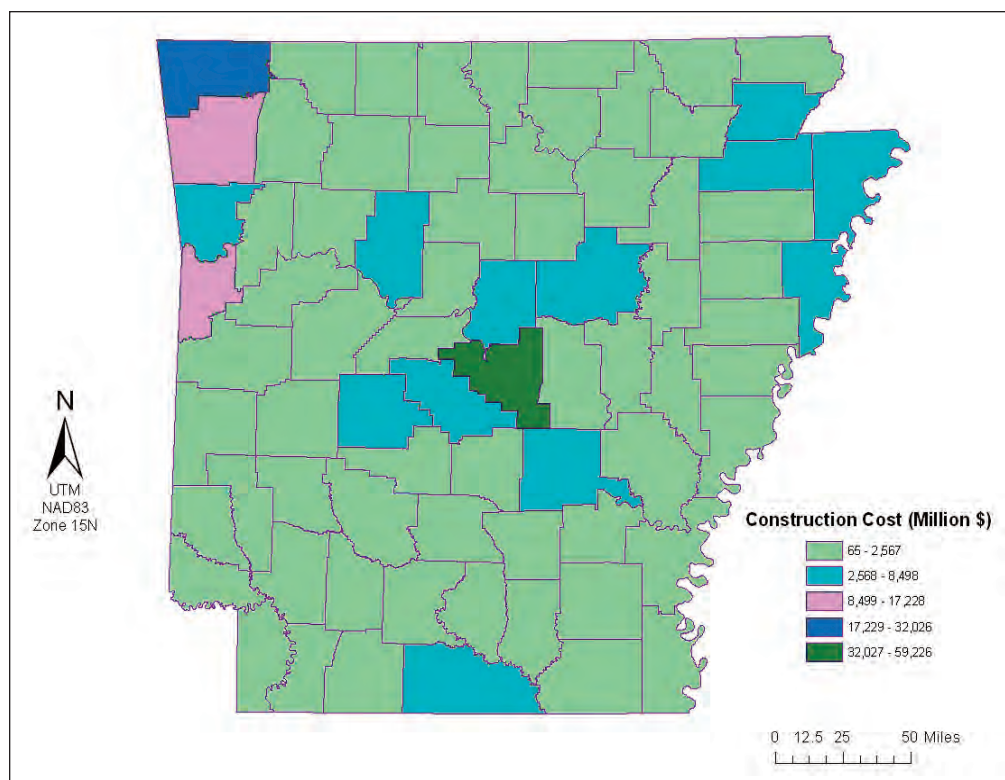 N
UTM
NAD83
Zone 15N
Construction Cost (Million $)
65 - 2,567
2,568 - 8,498
8,499 - 17,228
17,229 - 32,026
32,027 - 59,226
0 12.5 25 50 Miles